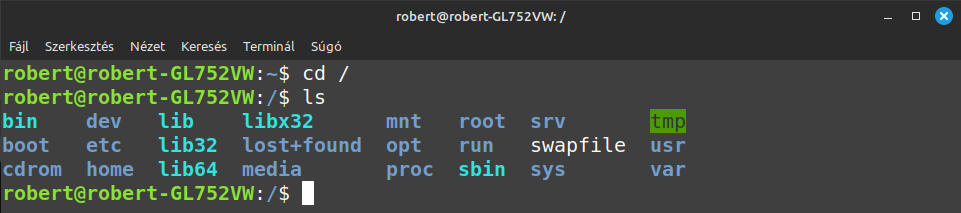 robert@robert-GL752VW: /
Fájl Szerkesztés Nézet Keresés Terminál Súgó
robert@robert-GL752VW:~$ cd /
robert@robert-GL752VW:/$ ls
bin dev lib libx32 mnt root srv tmp
boot etc lib32 lost+found opt run swapfile usr
cdrom home lib64 media proc sbin sys var
robert@robert-GL752VW:/$